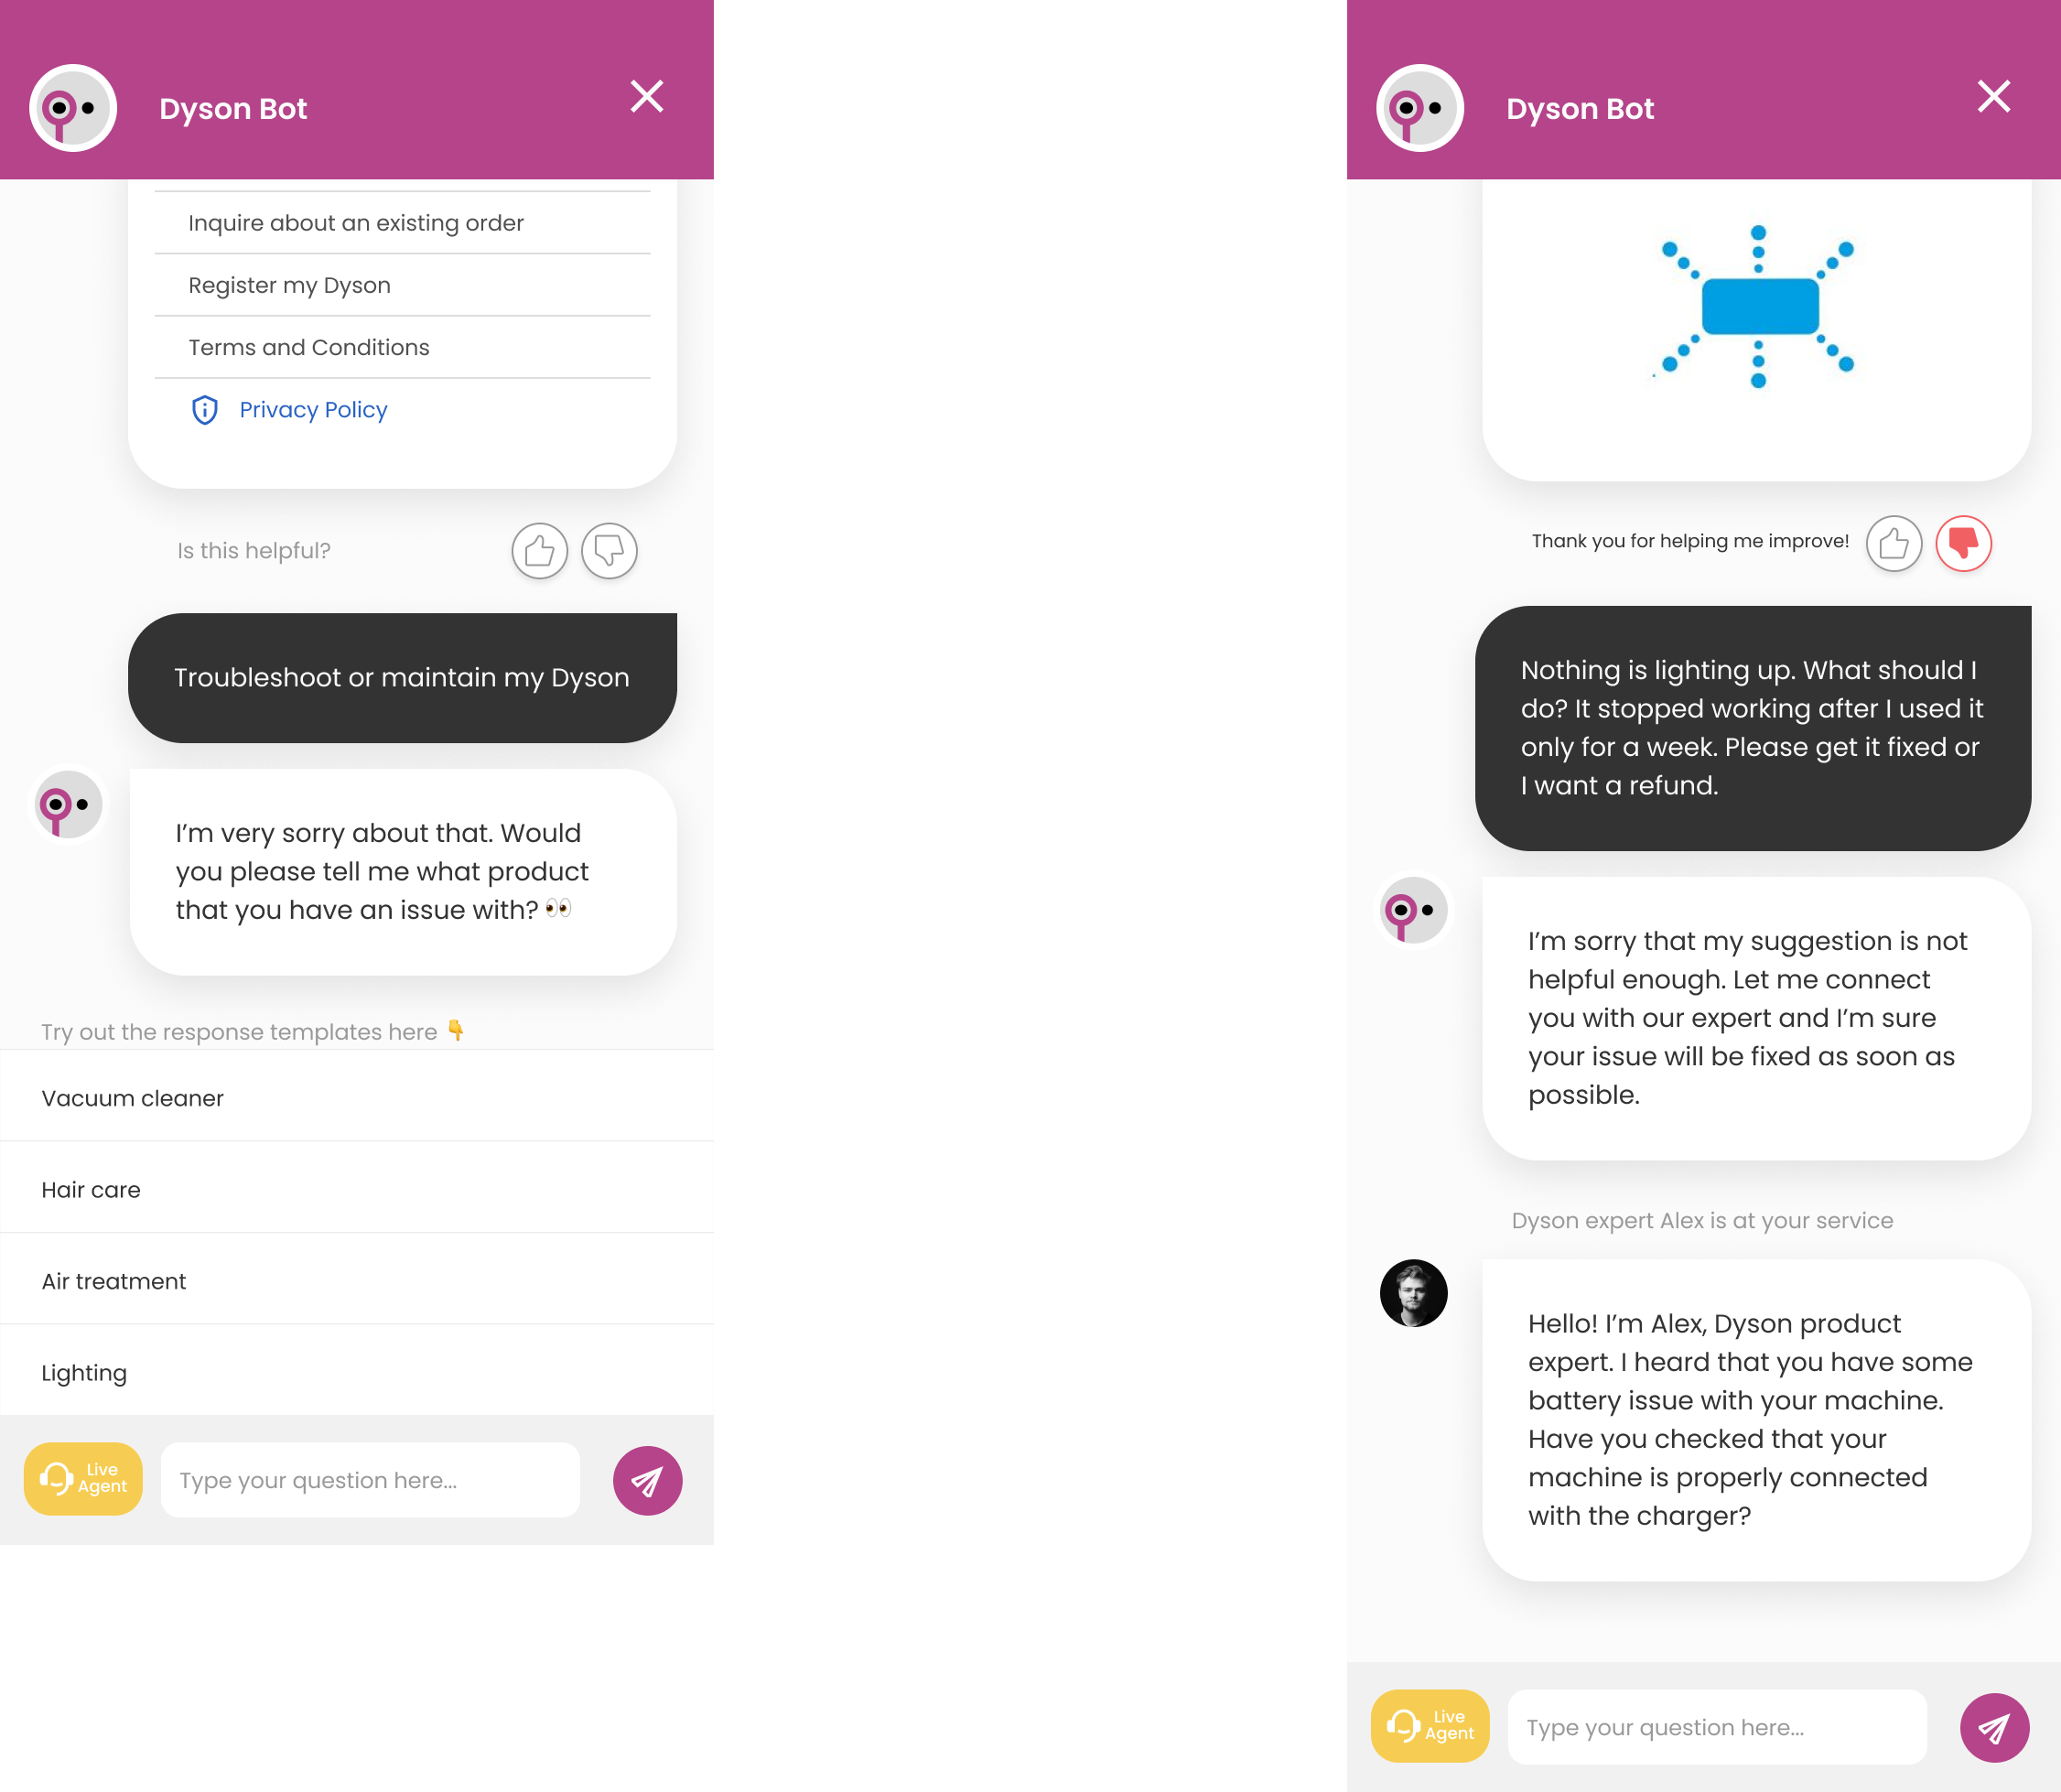 Dyson Bot
Inquire about an existing order
Register my Dyson
Terms and Conditions
Privacy Policy
Is this helpful?
Troubleshoot or maintain my Dyson
I’m very sorry about that. Would
you please tell me what product
that you have an issue with? 👀
Try out the response templates here 👇
Vacuum cleaner
Hair care
Air treatment
Lighting
Live
Agent
Type your question here...
Dyson Bot
Thank you for helping me improve!
Nothing is lighting up. What should I
do? It stopped working after I used it
only for a week. Please get it fixed or
I want a refund.
I’m sorry that my suggestion is not
helpful enough. Let me connect
you with our expert and I’m sure
your issue will be fixed as soon as
possible.
Dyson expert Alex is at your service
Hello! I’m Alex, Dyson product
expert. I heard that you have some
battery issue with your machine.
Have you checked that your
machine is properly connected
with the charger?
Live
Agent
Type your question here...